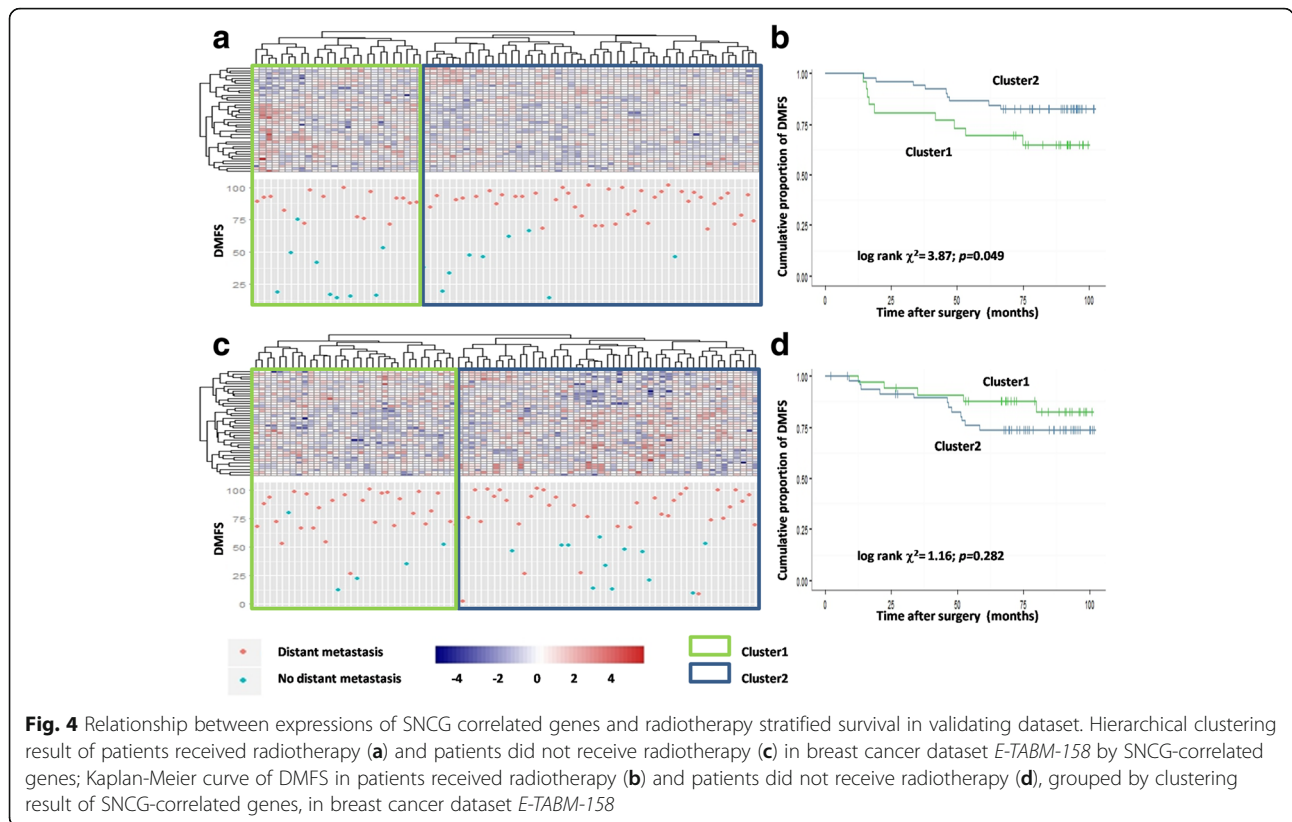 a
b
100
75
50
25
DMFS
1.00
0.75
0.50
0.25
0.00
Cumulative proportion of DMFS
Cluster2
Cluster1
log rank χ²= 3.87; p=0.049
0
25
50
75
100
Time after surgery (months)
c
d
100
75
50
25
0
DMFS
1.00
0.75
0.50
0.25
0.00
Cumulative proportion of DMFS
Cluster1
Cluster2
log rank χ²= 1.16; p=0.282
0
25
50
75
100
Time after surgery (months)
Distant metastasis
No distant metastasis
-4 -2 0 2 4
Cluster1
Cluster2
Fig. 4 Relationship between expressions of SNCG correlated genes and radiotherapy stratified survival in validating dataset. Hierarchical clustering
result of patients received radiotherapy (a) and patients did not receive radiotherapy (c) in breast cancer dataset E-TABM-158 by SNCG-correlated
genes; Kaplan-Meier curve of DMFS in patients received radiotherapy (b) and patients did not receive radiotherapy (d), grouped by clustering
result of SNCG-correlated genes, in breast cancer dataset E-TABM-158